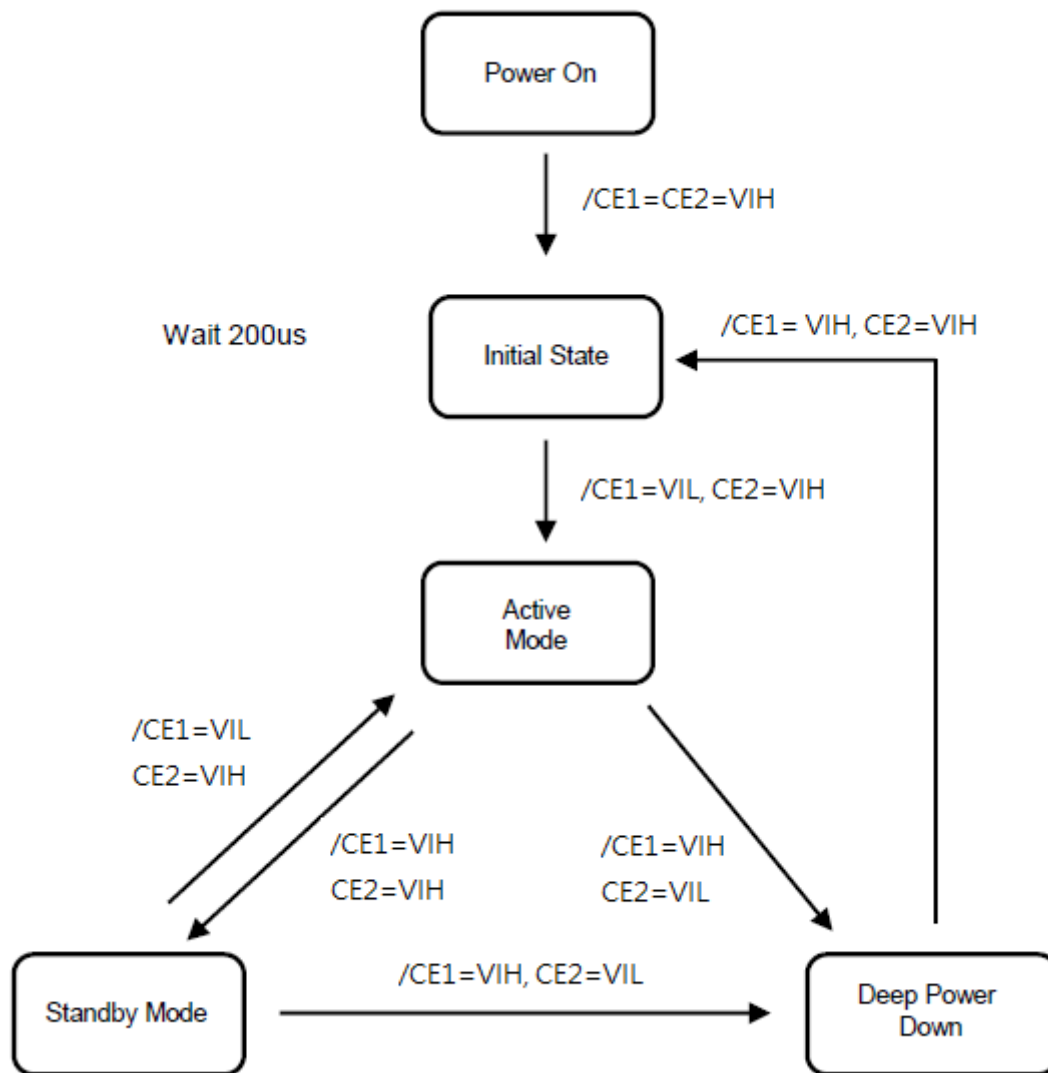 Power On
/CE1=CE2=VIH
Wait 200us
Initial State
/CE1= VIH, CE2=VIH
/CE1=VIL, CE2=VIH
Active
Mode
/CE1=VIL
CE2=VIH
/CE1=VIH
CE2=VIH
/CE1=VIH
CE2=VIL
Standby Mode
/CE1=VIH, CE2=VIL
Deep Power
Down